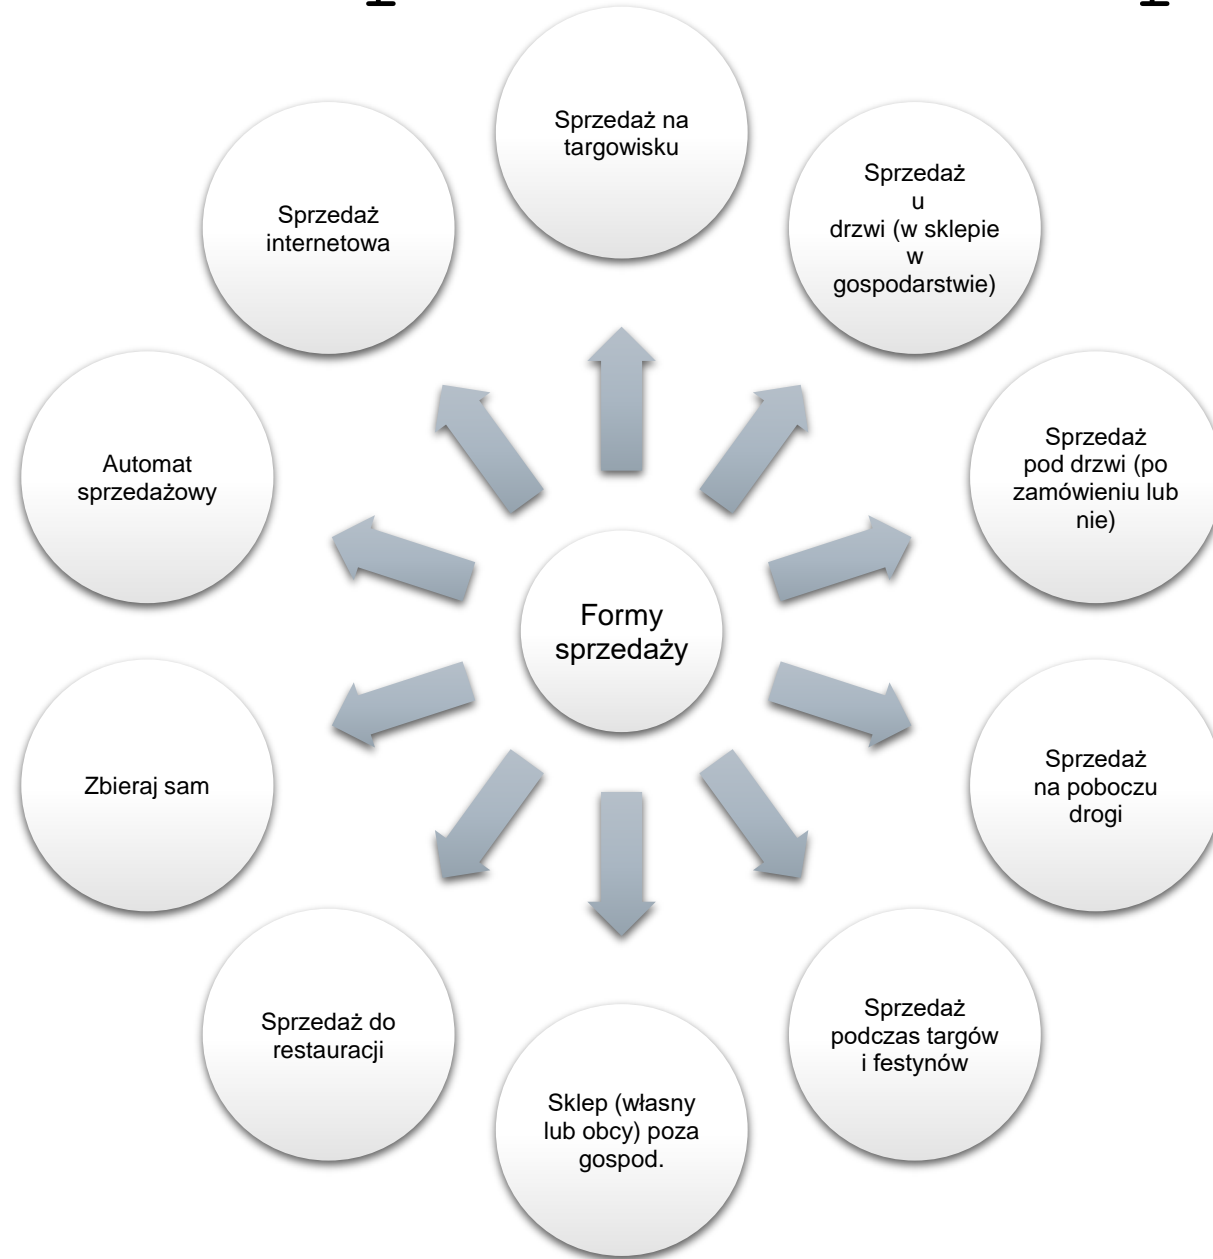 Sprzedaż na
targowisku
Sprzedaż
u
drzwi (w sklepie
w
gospodarstwie)
Sprzedaż
pod drzwi (po
zamówieniu lub
nie)
Sprzedaż
na poboczu
drogi
Sprzedaż
podczas targów
i festynów
Sklep (własny
lub obcy) poza
gospod.
Sprzedaż do
restauracji
Zbieraj sam
Automat
sprzedażowy
Sprzedaż
internetowa
Formy
sprzedaży